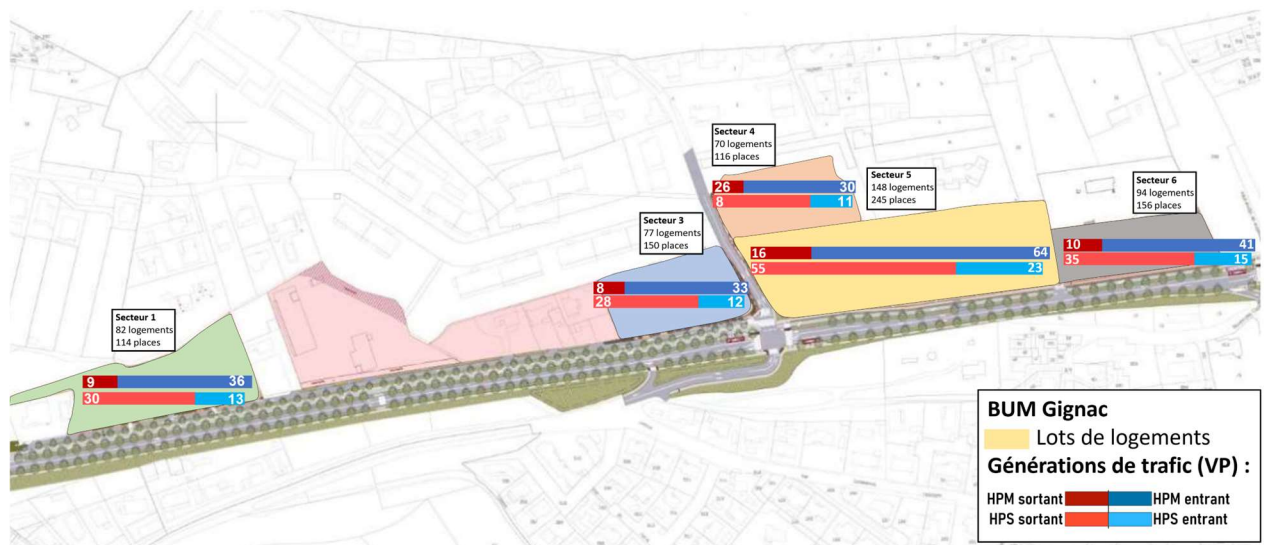 Secteur 4
70 logements
116 places
26 30
8 11
Secteur 5
148 logements
245 places
Secteur 6
94 logements
156 places
Secteur 3
77 logements
150 places
16 64
55 23
10 41
35 15
8 33
28 12
Secteur 1
82 logements
114 places
9 36
30 13
BUM Gignac
Lots de logements
Générations de trafic (VP) :
HPM sortant HPM entrant
HPS sortant HPS entrant